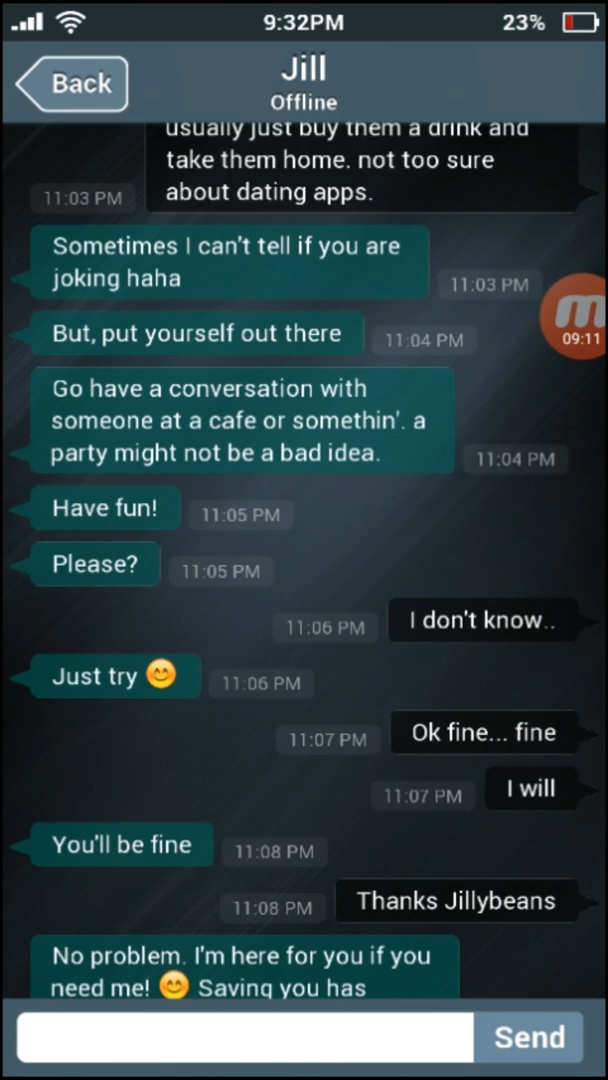 9:32PM
23%
Back
Jill
Offline
usually just buy them a drink and
take them home. not too sure
about dating apps.
11:03 PM
Sometimes I can't tell if you are
joking haha
11:03 PM
m
09:11
But, put yourself out there
11:04 PM
Go have a conversation with
someone at a cafe or somethin'. a
party might not be a bad idea.
11:04 PM
Have fun!
11:05 PM
Please?
11:05 PM
11:06 PM
I don't know..
Just try 😊
11:06 PM
11:07 PM
Ok fine... fine
11:07 PM
I will
You'll be fine
11:08 PM
11:08 PM
Thanks Jillybeans
No problem. I'm here for you if you
need me! 😊 Saving you has
Send